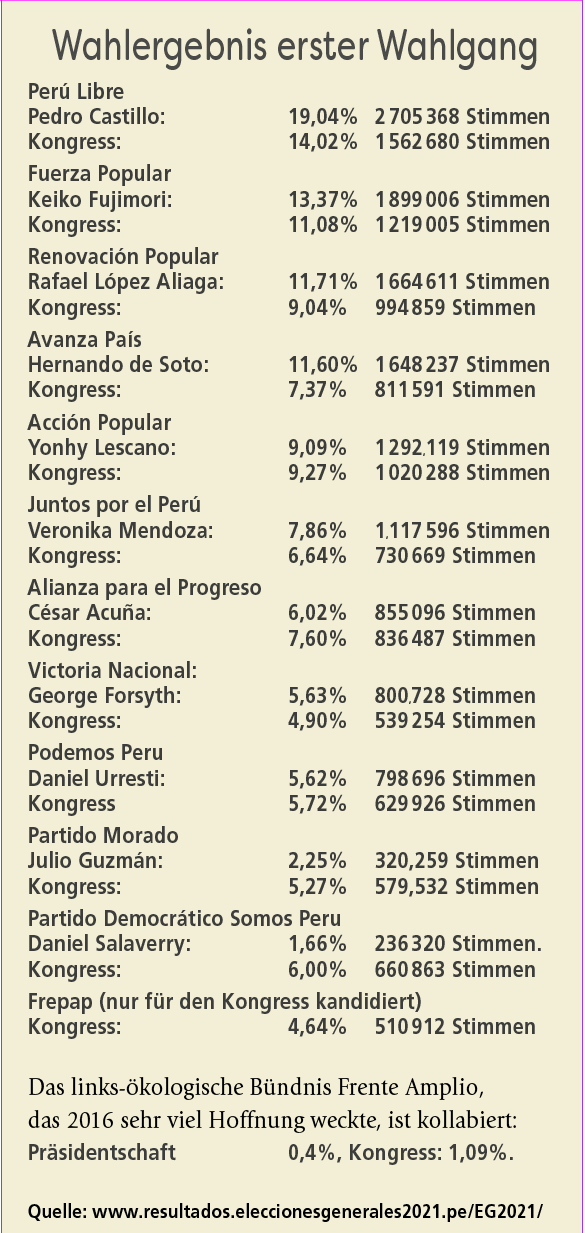 Wahlergebnis erster Wahlgang
Perú Libre
Pedro Castillo: 19,04% 2 705 368 Stimmen
Kongress: 14,02% 1 562 680 Stimmen
Fuerza Popular
Keiko Fujimori: 13,37% 1 899 006 Stimmen
Kongress: 11,08% 1 219 005 Stimmen
Renovación Popular
Rafael López Aliaga: 11,71% 1 664 611 Stimmen
Kongress: 9,04% 994 859 Stimmen
Avanza País
Hernando de Soto: 11,60% 1 648 237 Stimmen
Kongress: 7,37% 811 591 Stimmen
Acción Popular
Yonhy Lescano: 9,09% 1 292,119 Stimmen
Kongress: 9,27% 1 020 288 Stimmen
Juntos por el Perú
Veronika Mendoza: 7,86% 1,117 596 Stimmen
Kongress: 6,64% 730 669 Stimmen
Alianza para el Progreso
César Acuña: 6,02% 855 096 Stimmen
Kongress: 7,60% 836 487 Stimmen
Victoria Nacional:
George Forsyth: 5,63% 800,728 Stimmen
Kongress: 4,90% 539 254 Stimmen
Podemos Peru
Daniel Urresti: 5,62% 798 696 Stimmen
Kongress 5,72% 629 926 Stimmen
Partido Morado
Julio Guzmán: 2,25% 320,259 Stimmen
Kongress: 5,27% 579,532 Stimmen
Partido Democrático Somos Peru
Daniel Salaverry: 1,66% 236 320 Stimmen.
Kongress: 6,00% 660 863 Stimmen
Frepap (nur für den Kongress kandidiert)
Kongress: 4,64% 510 912 Stimmen
Das links-ökologische Bündnis Frente Amplio,
das 2016 sehr viel Hoffnung weckte, ist kollabiert:
Präsidentschaft 0,4%, Kongress: 1,09%.
Quelle: www.resultados.eleccionesgenerales2021.pe/EG2021/